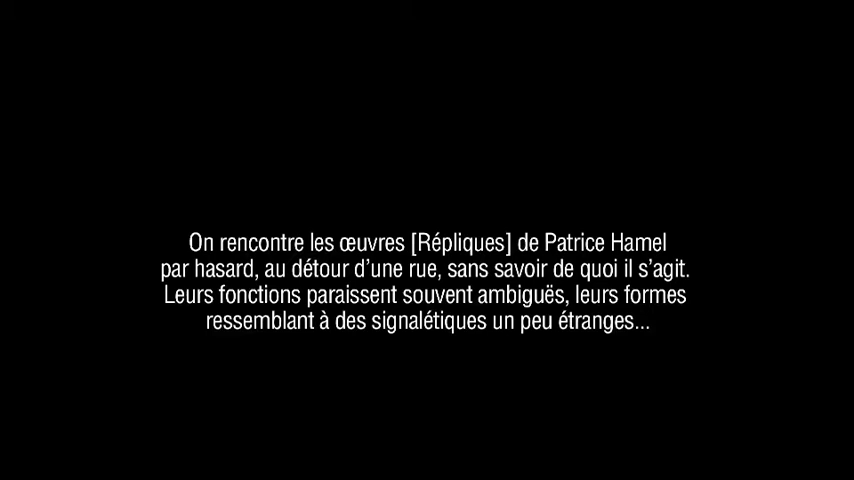 On rencontre les œuvres [Répliques] de Patrice Hamel
par hasard, au détour d’une rue, sans savoir de quoi il s’agit.
Leurs fonctions paraissent souvent ambiguës, leurs formes
ressemblant à des signalétiques un peu étranges...